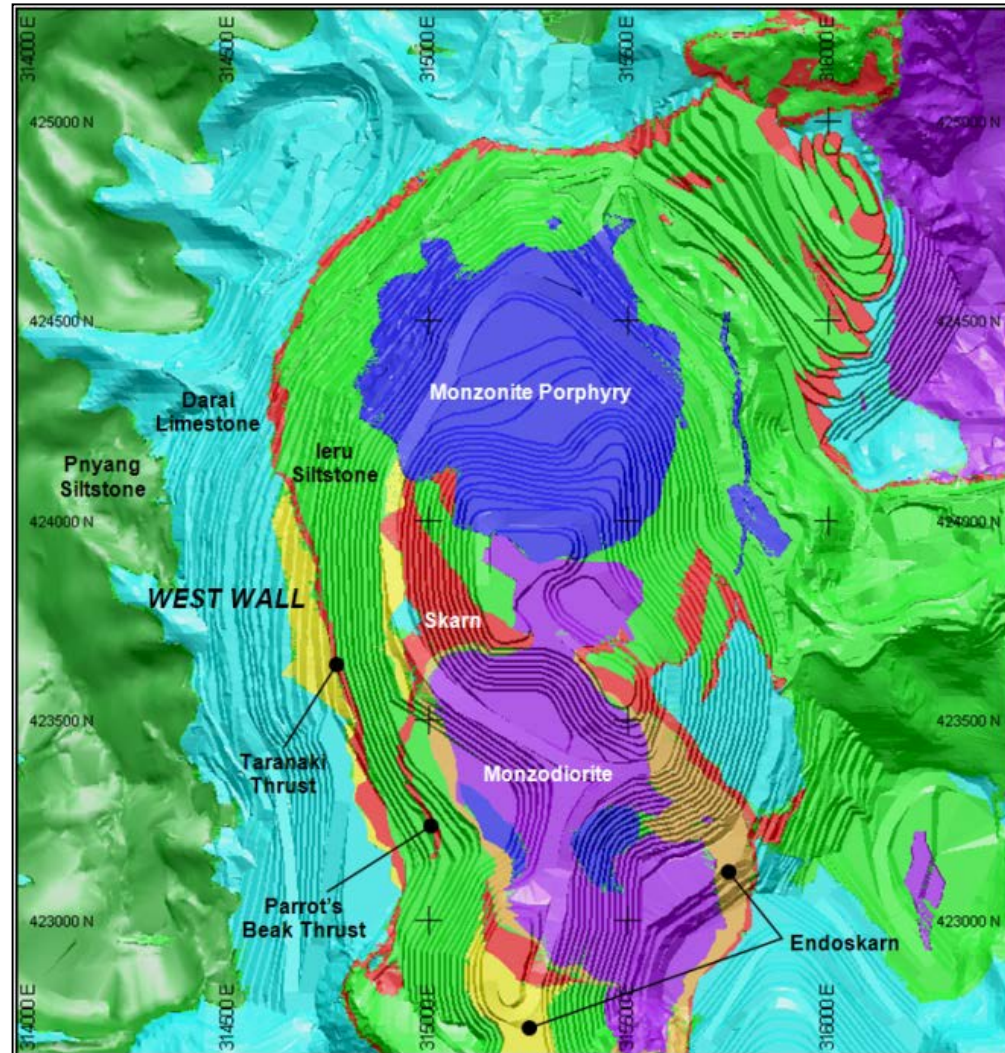 314000 E
314500 E
315000 E
315500 E
316000 E
425000 N
425000 N
424500 N
424500 N
Monzonite Porphyry
Darai
Limestone
Ieru
Siltstone
Pnyang
Siltstone
424000 N
424000 N
WEST WALL
Skarn
423500 N
423500 N
Taranaki
Thrust
Monzodiorite
Parrot's
Beak Thrust
423000 N
423000 N
Endoskarn
314000 E
314500 E
315000 E
315500 E
316000 E